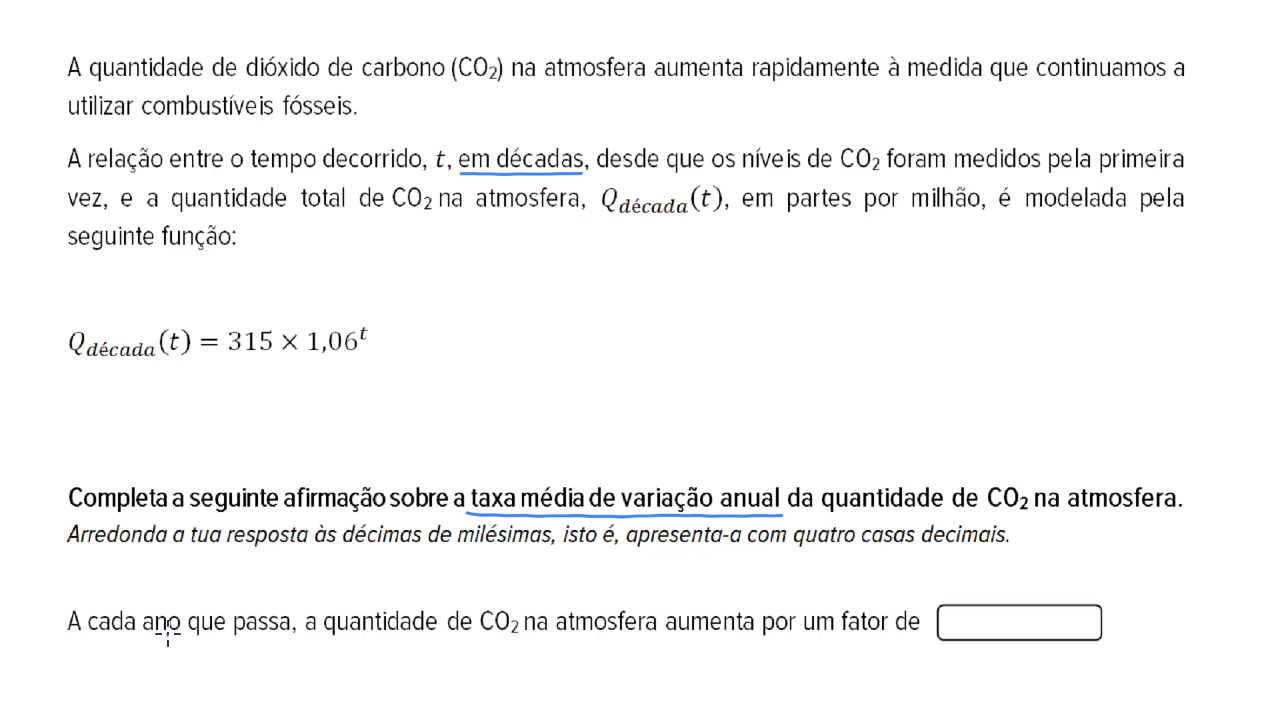 A quantidade de dióxido de carbono (CO₂) na atmosfera aumenta rapidamente à medida que continuamos a
utilizar combustíveis fósseis.
A relação entre o tempo decorrido, t, em décadas, desde que os níveis de CO₂ foram medidos pela primeira
vez, e a quantidade total de CO₂ na atmosfera, Q_década(t), em partes por milhão, é modelada pela
seguinte função:
Q_década(t) = 315 × 1,06^t
Completa a seguinte afirmação sobre a taxa média de variação anual da quantidade de CO₂ na atmosfera.
Arredonda a tua resposta às décimas de milésimas, isto é, apresenta-a com quatro casas decimais.
A cada ano que passa, a quantidade de CO₂ na atmosfera aumenta por um fator de